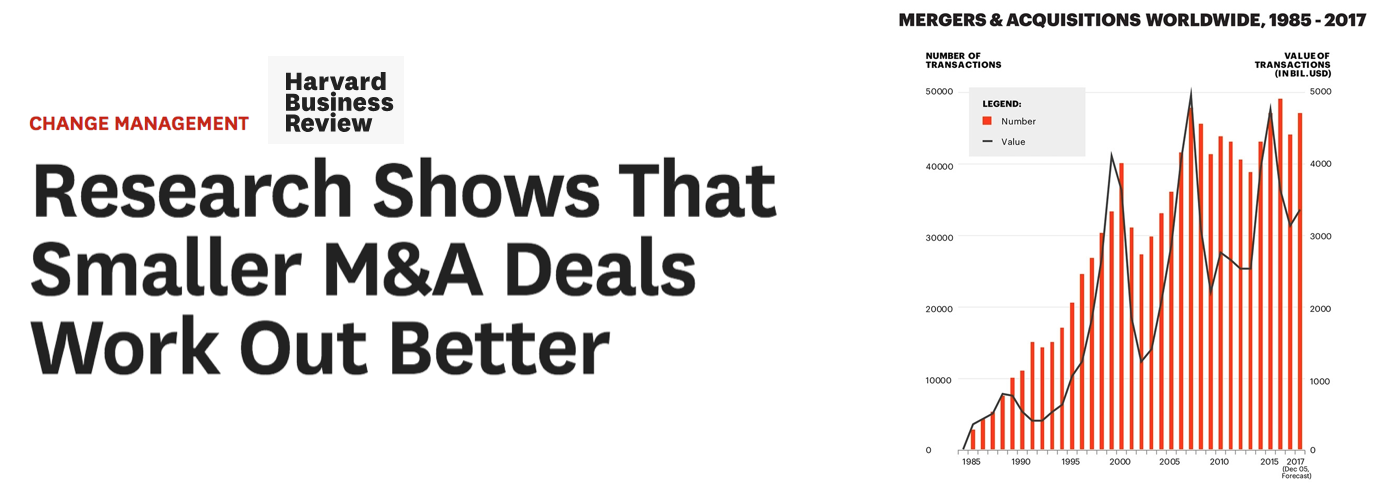 CHANGE MANAGEMENT
Harvard
Business
Review
Research Shows That
Smaller M&A Deals
Work Out Better
MERGERS & ACQUISITIONS WORLDWIDE, 1985 - 2017
NUMBER OF
TRANSACTIONS
VALUE OF
TRANSACTIONS
(IN BIL. USD)
LEGEND:
Number
Value
50000
40000
30000
20000
10000
0
5000
4000
3000
2000
1000
0
1985 1990 1995 2000 2005 2010 2015 2017
(Dec 05,
Forecast)